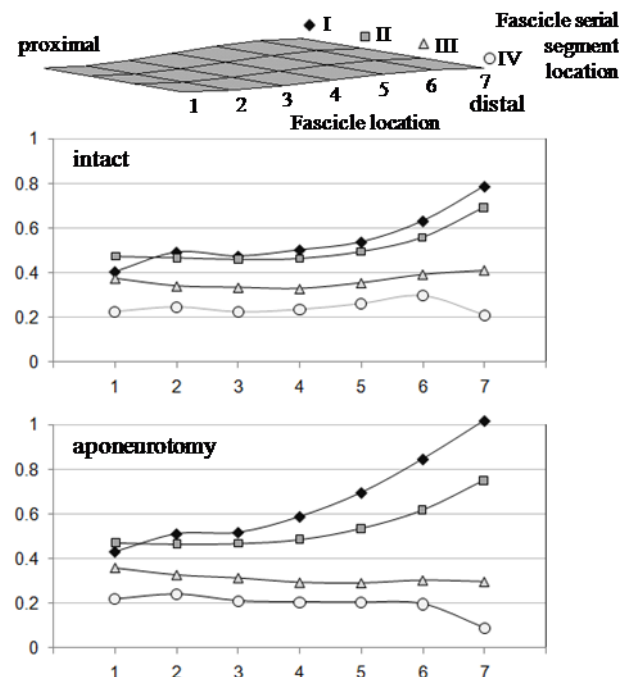 I
II
III
IV
Fascicle serial
segment
location
proximal
1 2 3 4 5 6 7
distal
Fascicle location
1
intact
0.8
0.6
0.4
0.2
0
1 2 3 4 5 6 7
1
aponeurotomy
0.8
0.6
0.4
0.2
0
1 2 3 4 5 6 7